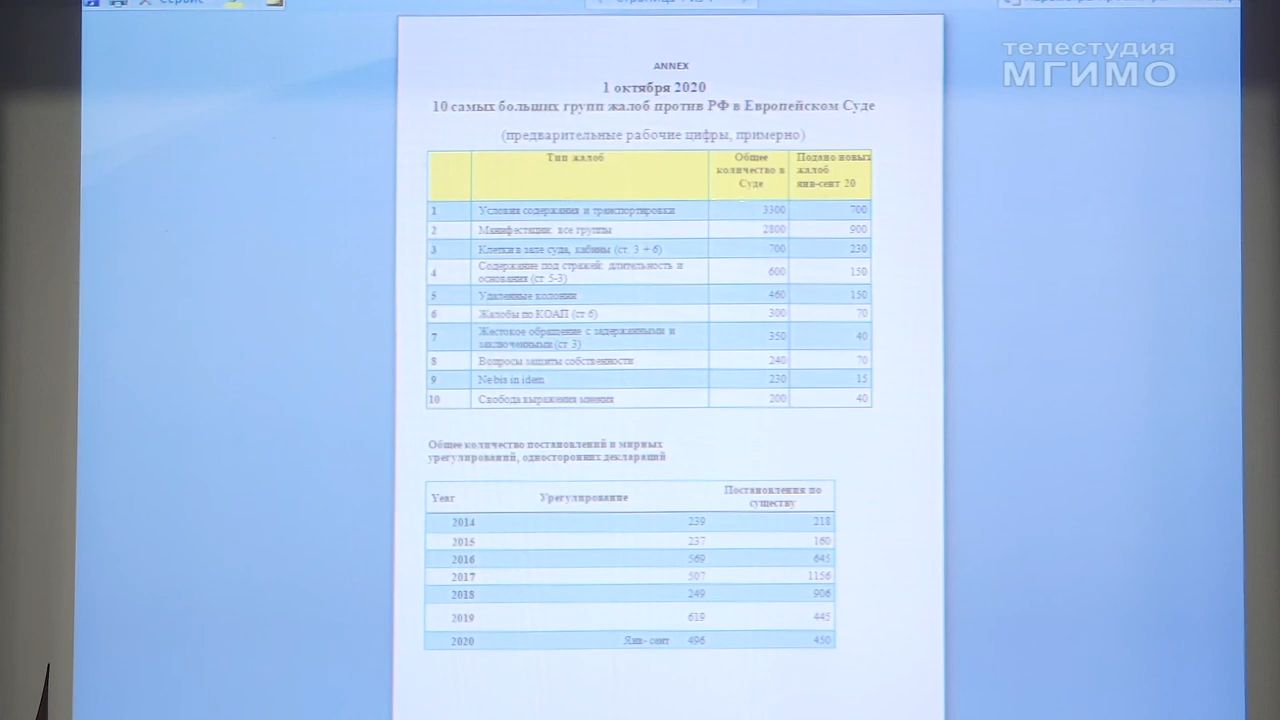 Сервис
телестудия
МГИМО
ANNEX
1 октября 2020
10 самых больших групп жалоб против РФ в Европейском Суде
(предварительные рабочие цифры, примерно)
Тип жалоб
Общее
количество в
Суде
Подано новых
жалоб
янв-сент 20
1 Условия содержания и транспортировки 3300 700
2 Манифестации: все группы 2800 900
3 Клетки в зале суда, кабины (ст. 3 + 6) 700 230
4 Содержание под стражей: длительность и
основания (ст 5-3) 600 150
5 Удаленные колонии 460 150
6 Жалобы по КОАП (ст 6) 300 70
7 Жестокое обращение с задержанными и
заключенными (ст 3) 350 40
8 Вопросы защиты собственности 240 70
9 Ne bis in idem 230 15
10 Свобода выражения мнения 200 40
Общее количество постановлений и мирных
урегулирований, односторонних деклараций
Year Урегулирование Постановления по
существу
2014 239 218
2015 237 160
2016 569 645
2017 507 1156
2018 249 906
2019 619 445
2020 Янв- сент 496 450